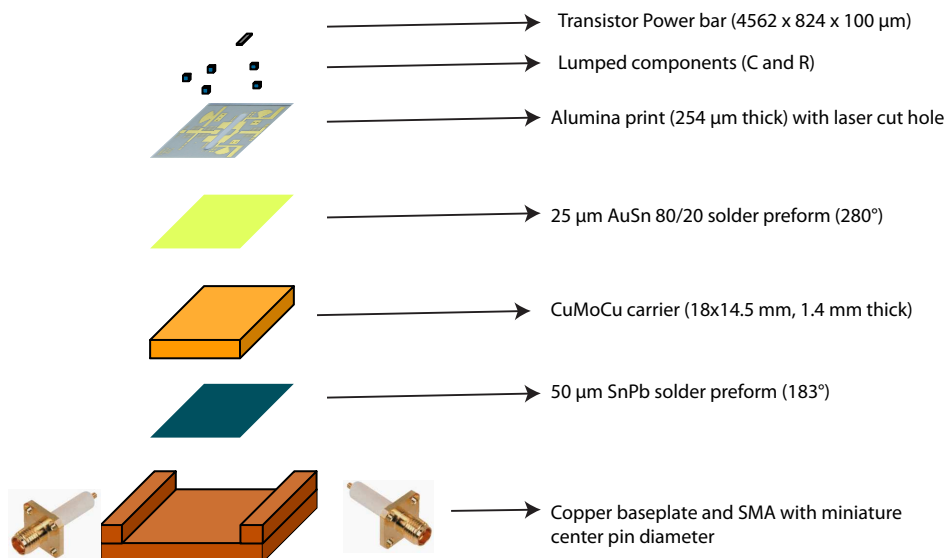 Transistor Power bar (4562 x 824 x 100 µm)
Lumped components (C and R)
Alumina print (254 µm thick) with laser cut hole
25 µm AuSn 80/20 solder preform (280°)
CuMoCu carrier (18x14.5 mm, 1.4 mm thick)
50 µm SnPb solder preform (183°)
Copper baseplate and SMA with miniature
center pin diameter